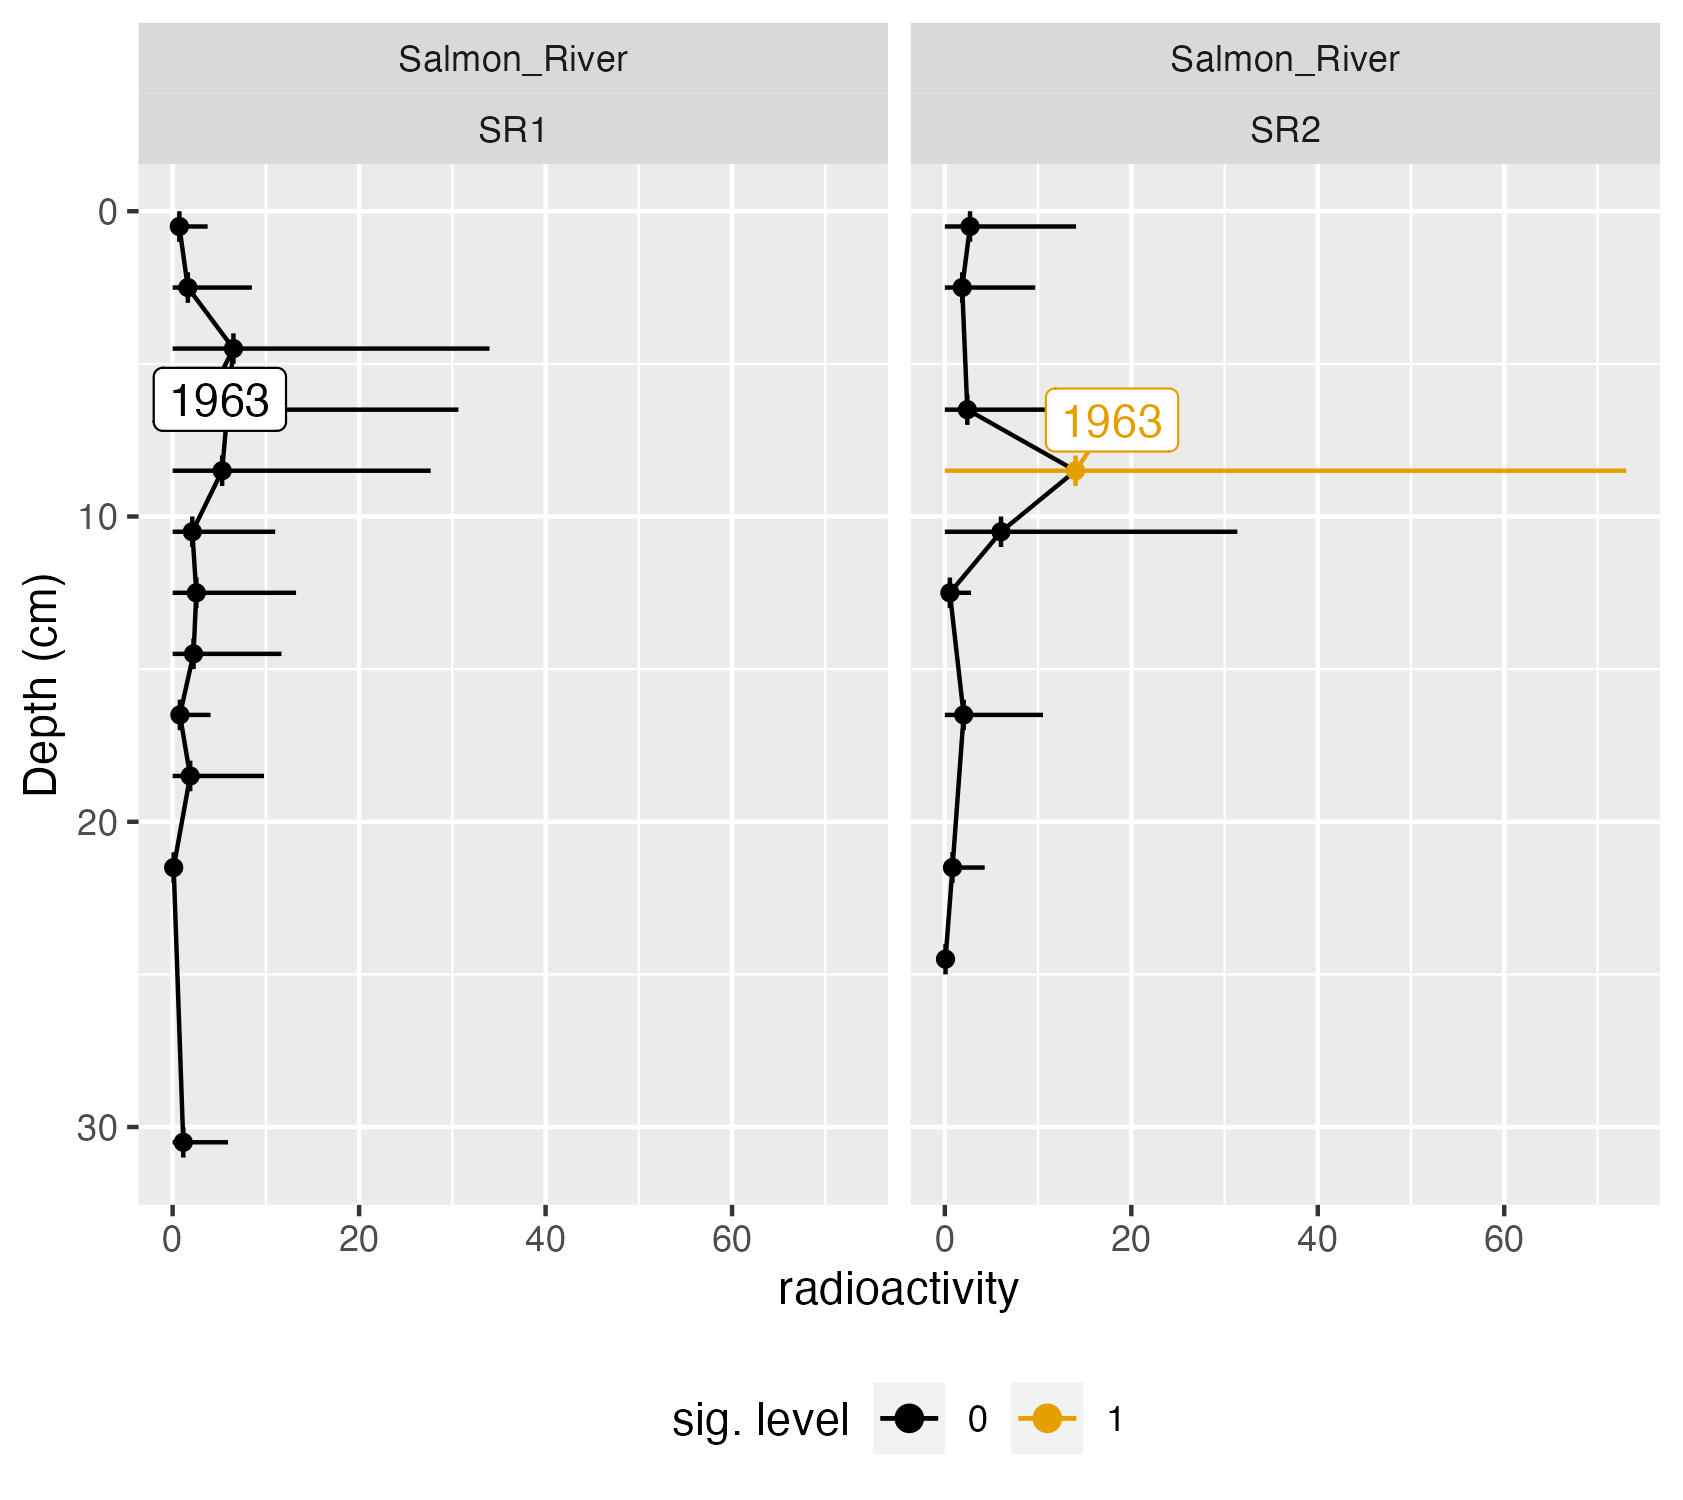 Salmon_River Salmon_River
SR1 SR2
0
1963
1963
10
20
30
Depth (cm)
0 20 40 60 0 20 40 60
radioactivity
sig. level 0 1